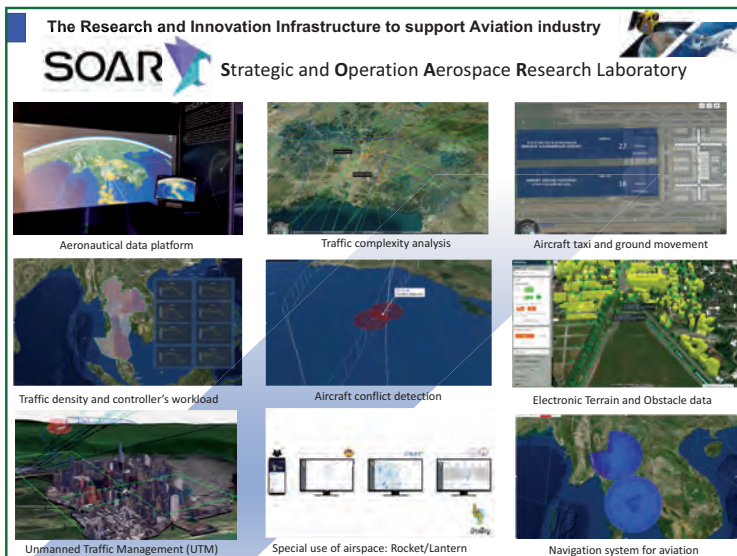 The Research and Innovation Infrastructure to support Aviation industry
SOAR
Strategic and Operation Aerospace Research Laboratory
Aeronautical data platform
Traffic complexity analysis
27
18
Aircraft taxi and ground movement
Traffic density and controller's workload
Aircraft conflict detection
Electronic Terrain and Obstacle data
Unmanned Traffic Management (UTM)
Special use of airspace: Rocket/Lantern
Navigation system for aviation